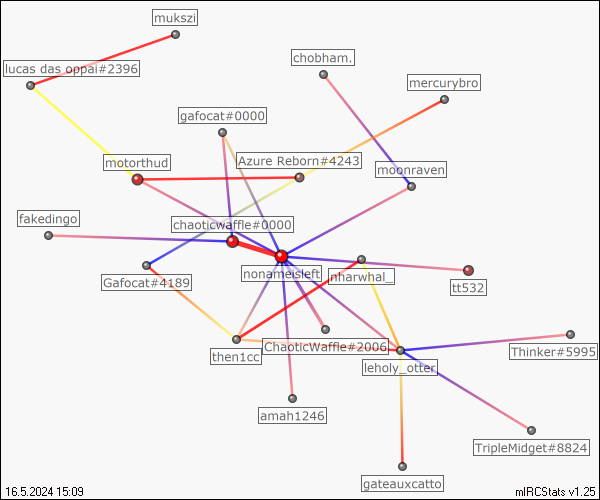 mukszi
lucas das oppai#2396
chobham.
mercurybro
gafocat#0000
motorthud
Azure Reborn#4243
moonraven
fakedingo
chaoticwaffle#0000
Gafocat#4189
nonameisleft
nharwhal_
tt532
then1cc
ChaoticWaffle#2006
leholy_otter
Thinker#5995
amah1246
TripleMidget#8824
gateauxcatto
16.5.2024 15:09
mIRCStats v1.25